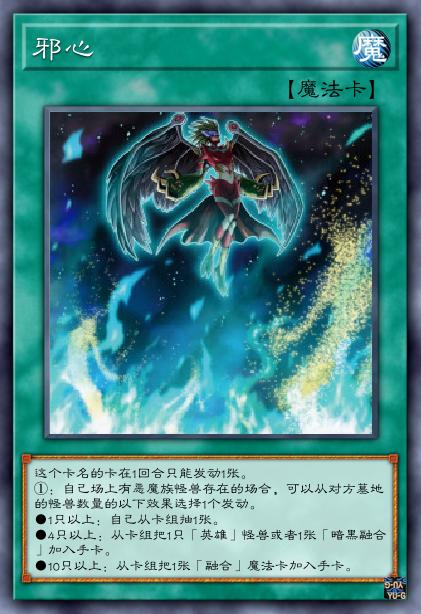 邪心
魔
【魔法卡】
这个卡名的卡在1回合只能发动1张。
①：自己场上有恶魔族怪兽存在的场合，可以从对方墓地
的怪兽数量的以下效果选择1个发动。
●1只以上：自己从卡组抽1张。
●4只以上：从卡组把1只「英雄」怪兽或者1张「暗黑融合
」加入手卡。
●10只以上：从卡组把1张「融合」魔法卡加入手卡。
YU-G